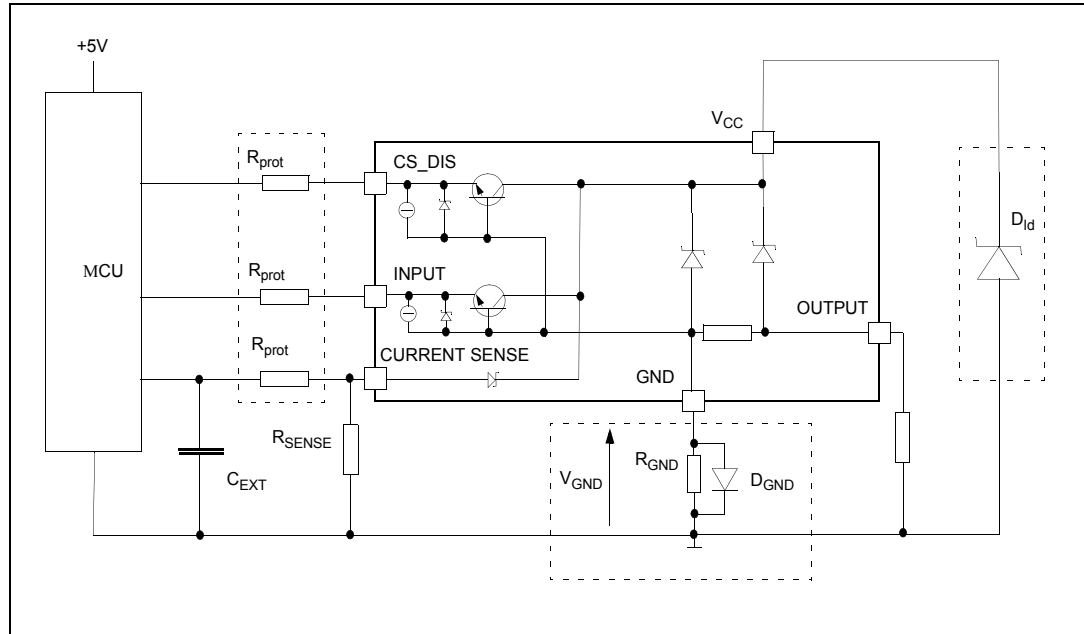 +5V
VCC
Rprot
CS_DIS
Dld
MCU
Rprot
INPUT
OUTPUT
Rprot
CURRENT SENSE
GND
RSENSE
CEXT
VGND
RGND
DGND